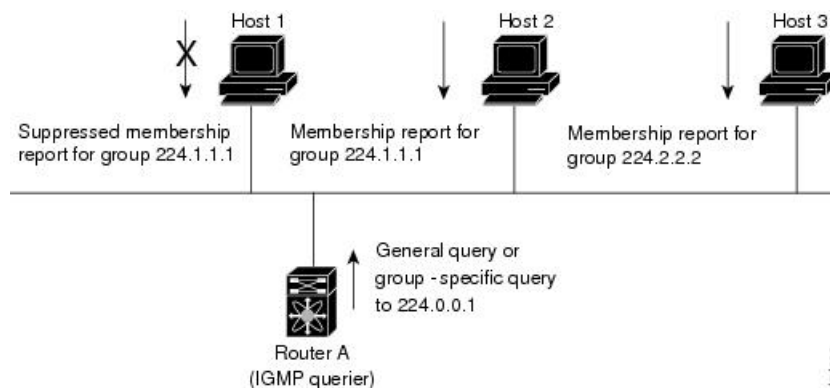 Host 1
Host 2
Host 3
X
Suppressed membership
report for group 224.1.1.1
Membership report for
group 224.1.1.1
Membership report for
group 224.2.2.2
General query or
group - specific query
to 224.0.0.1
Router A
(IGMP querier)